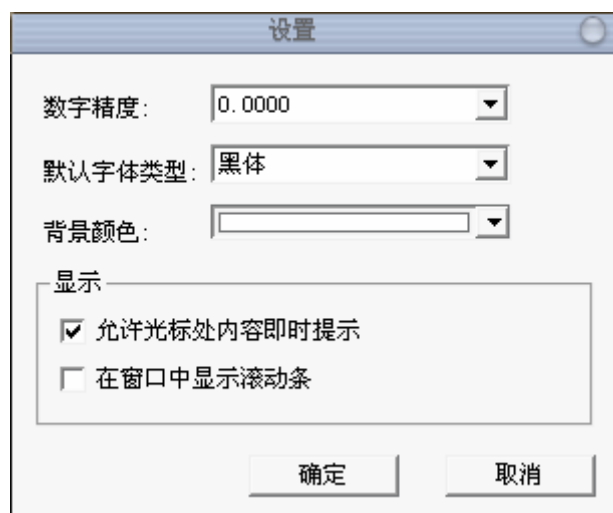 设置
数字精度: 0.0000
默认字体类型: 黑体
背景颜色:
显示
允许光标处内容即时提示
在窗口中显示滚动条
确定 取消